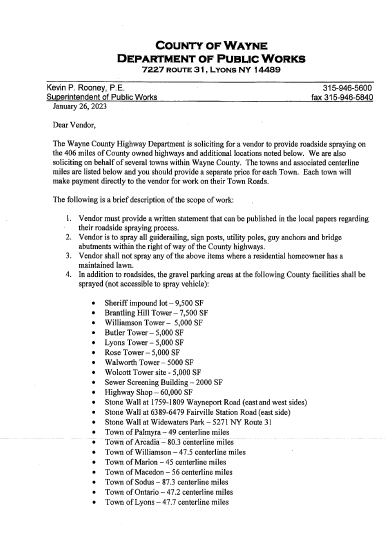 COUNTY OF WAYNE
DEPARTMENT OF PUBLIC WORKS
7227 ROUTE 31, LYONS NY 14489
Kevin P. Rooney, P.E. 315-946-5600
Superintendent of Public Works fax 315-946-5840
January 26, 2023
Dear Vendor,
The Wayne County Highway Department is soliciting for a vendor to provide roadside spraying on
the 406 miles of County owned highways and additional locations noted below. We are also
soliciting on behalf of several towns within Wayne County. The towns and associated centerline
miles are listed below and you should provide a separate price for each Town. Each town will
make payment directly to the vendor for work on their Town Roads.
The following is a brief description of the scope of work:
1. Vendor must provide a written statement that can be published in the local papers regarding
their roadside spraying process.
2. Vendor is to spray all guiderailing, sign posts, utility poles, guy anchors and bridge
abutments within the right of way of the County highways.
3. Vendor shall not spray any of the above items where a residential homeowner has a
maintained lawn.
4. In addition to roadsides, the gravel parking areas at the following County facilities shall be
sprayed (not accessible to spray vehicle):
• Sheriff impound lot – 9,500 SF
• Brantling Hill Tower – 7,500 SF
• Williamson Tower – 5,000 SF
• Butler Tower – 5,000 SF
• Lyons Tower – 5,000 SF
• Rose Tower – 5,000 SF
• Walworth Tower – 5000 SF
• Wolcott Tower site - 5,000 SF
• Sewer Screening Building – 2000 SF
• Highway Shop – 60,000 SF
• Stone Wall at 1759-1809 Wayneport Road (east and west sides)
• Stone Wall at 6389-6479 Fairville Station Road (east side)
• Stone Wall at Widewaters Park – 5271 NY Route 31
• Town of Palmyra – 49 centerline miles
• Town of Arcadia – 80.3 centerline miles
• Town of Williamson – 47.5 centerline miles
• Town of Marion – 45 centerline miles
• Town of Macedon – 56 centerline miles
• Town of Sodus – 87.3 centerline miles
• Town of Ontario – 47.2 centerline miles
• Town of Lyons – 47.7 centerline miles